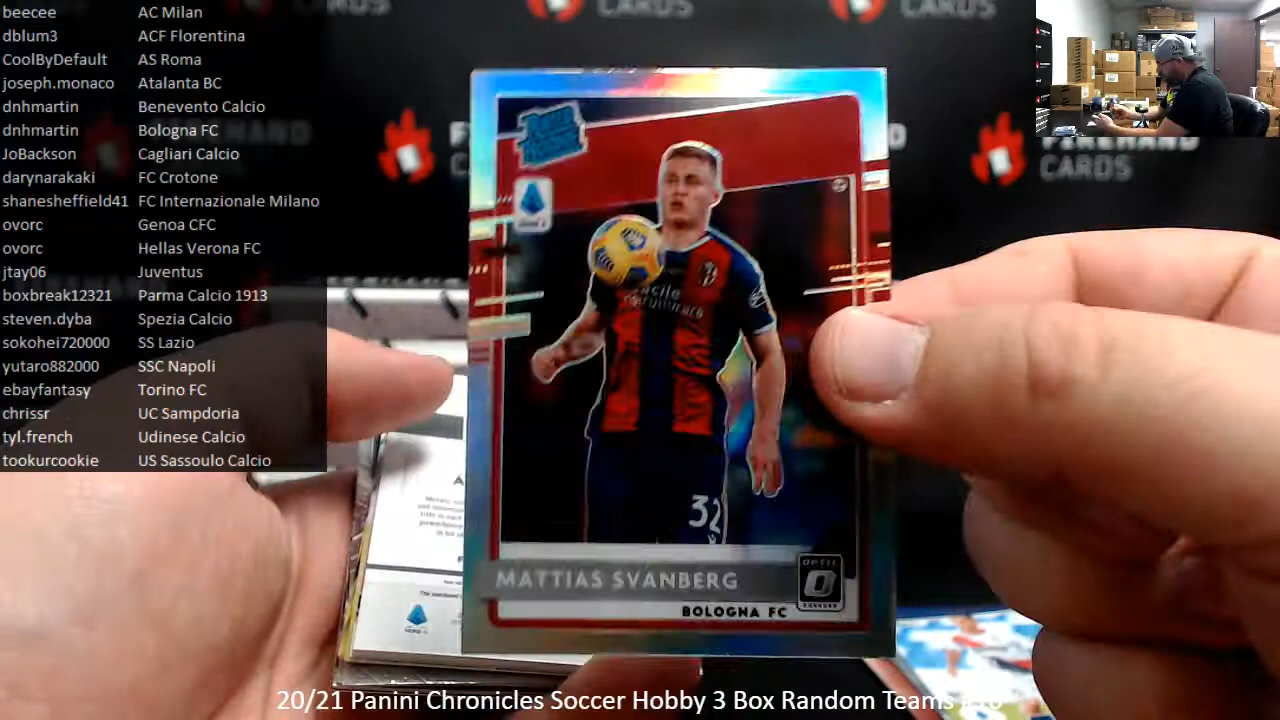 beecee AC Milan
dblum3 ACF Florentina
CoolByDefault AS Roma
joseph.monaco Atalanta BC
dnhmartin Benevento Calcio
dnhmartin Bologna FC
JoBackson Cagliari Calcio
darynarakaki FC Crotone
shanesheffield41 FC Internazionale Milano
ovorc Genoa CFC
ovorc Hellas Verona FC
jtay06 Juventus
boxbreak12321 Parma Calcio 1913
steven.dyba Spezia Calcio
sokohei720000 SS Lazio
yutaro882000 SSC Napoli
ebayfantasy Torino FC
chrissr UC Sampdoria
tyl.french Udinese Calcio
tookurcookie US Sassoulo Calcio
CARDS
CARDS
FIREHAND
CARDS
32
MATTIAS SVANBERG
BOLOGNA FC
OPTIC
20/21 Panini Chronicles Soccer Hobby 3 Box Random Teams